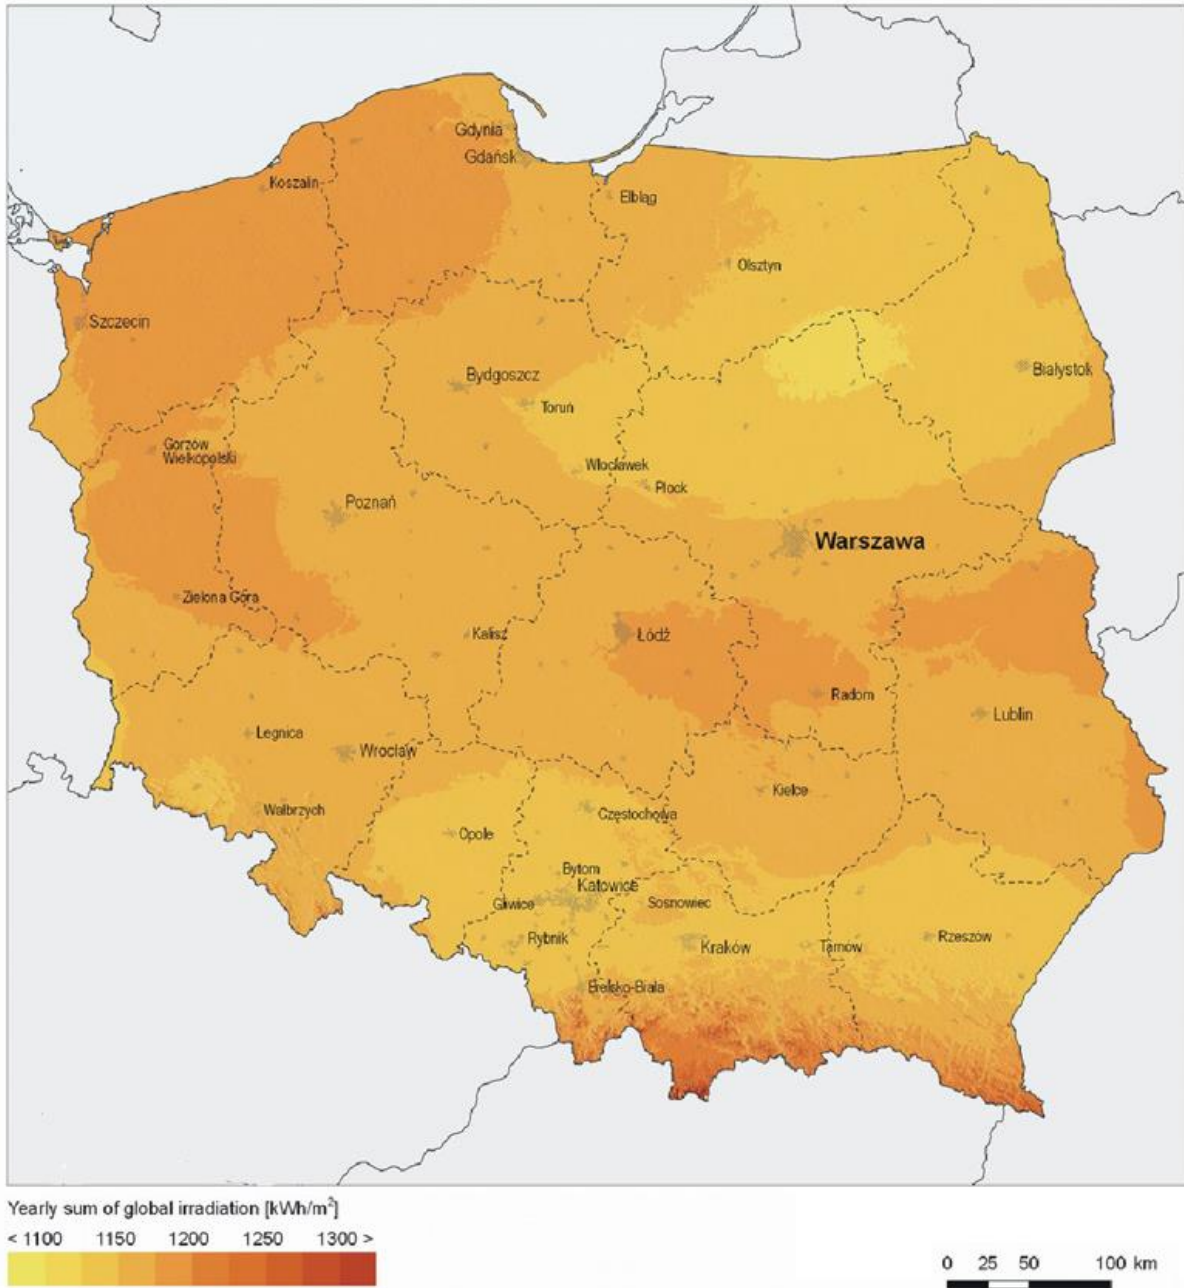 Gdynia
Gdańsk
Koszalin
Elbląg
Olsztyn
Szczecin
Bydgoszcz
Białystok
Toruń
Gorzów
Wielkopolski
Włocławek
Płock
Poznań
Warszawa
Zielona Góra
Kalisz
Łódź
Radom
Lublin
Legnica
Wrocław
Kielce
Wałbrzych
Częstochowa
Opole
Bytom
Katowice
Gliwice
Sosnowiec
Rybnik
Kraków
Tarnów
Rzeszów
Bielsko-Biala
Yearly sum of global irradiation [kWh/m²]
< 1100 1150 1200 1250 1300 >
0 25 50 100 km